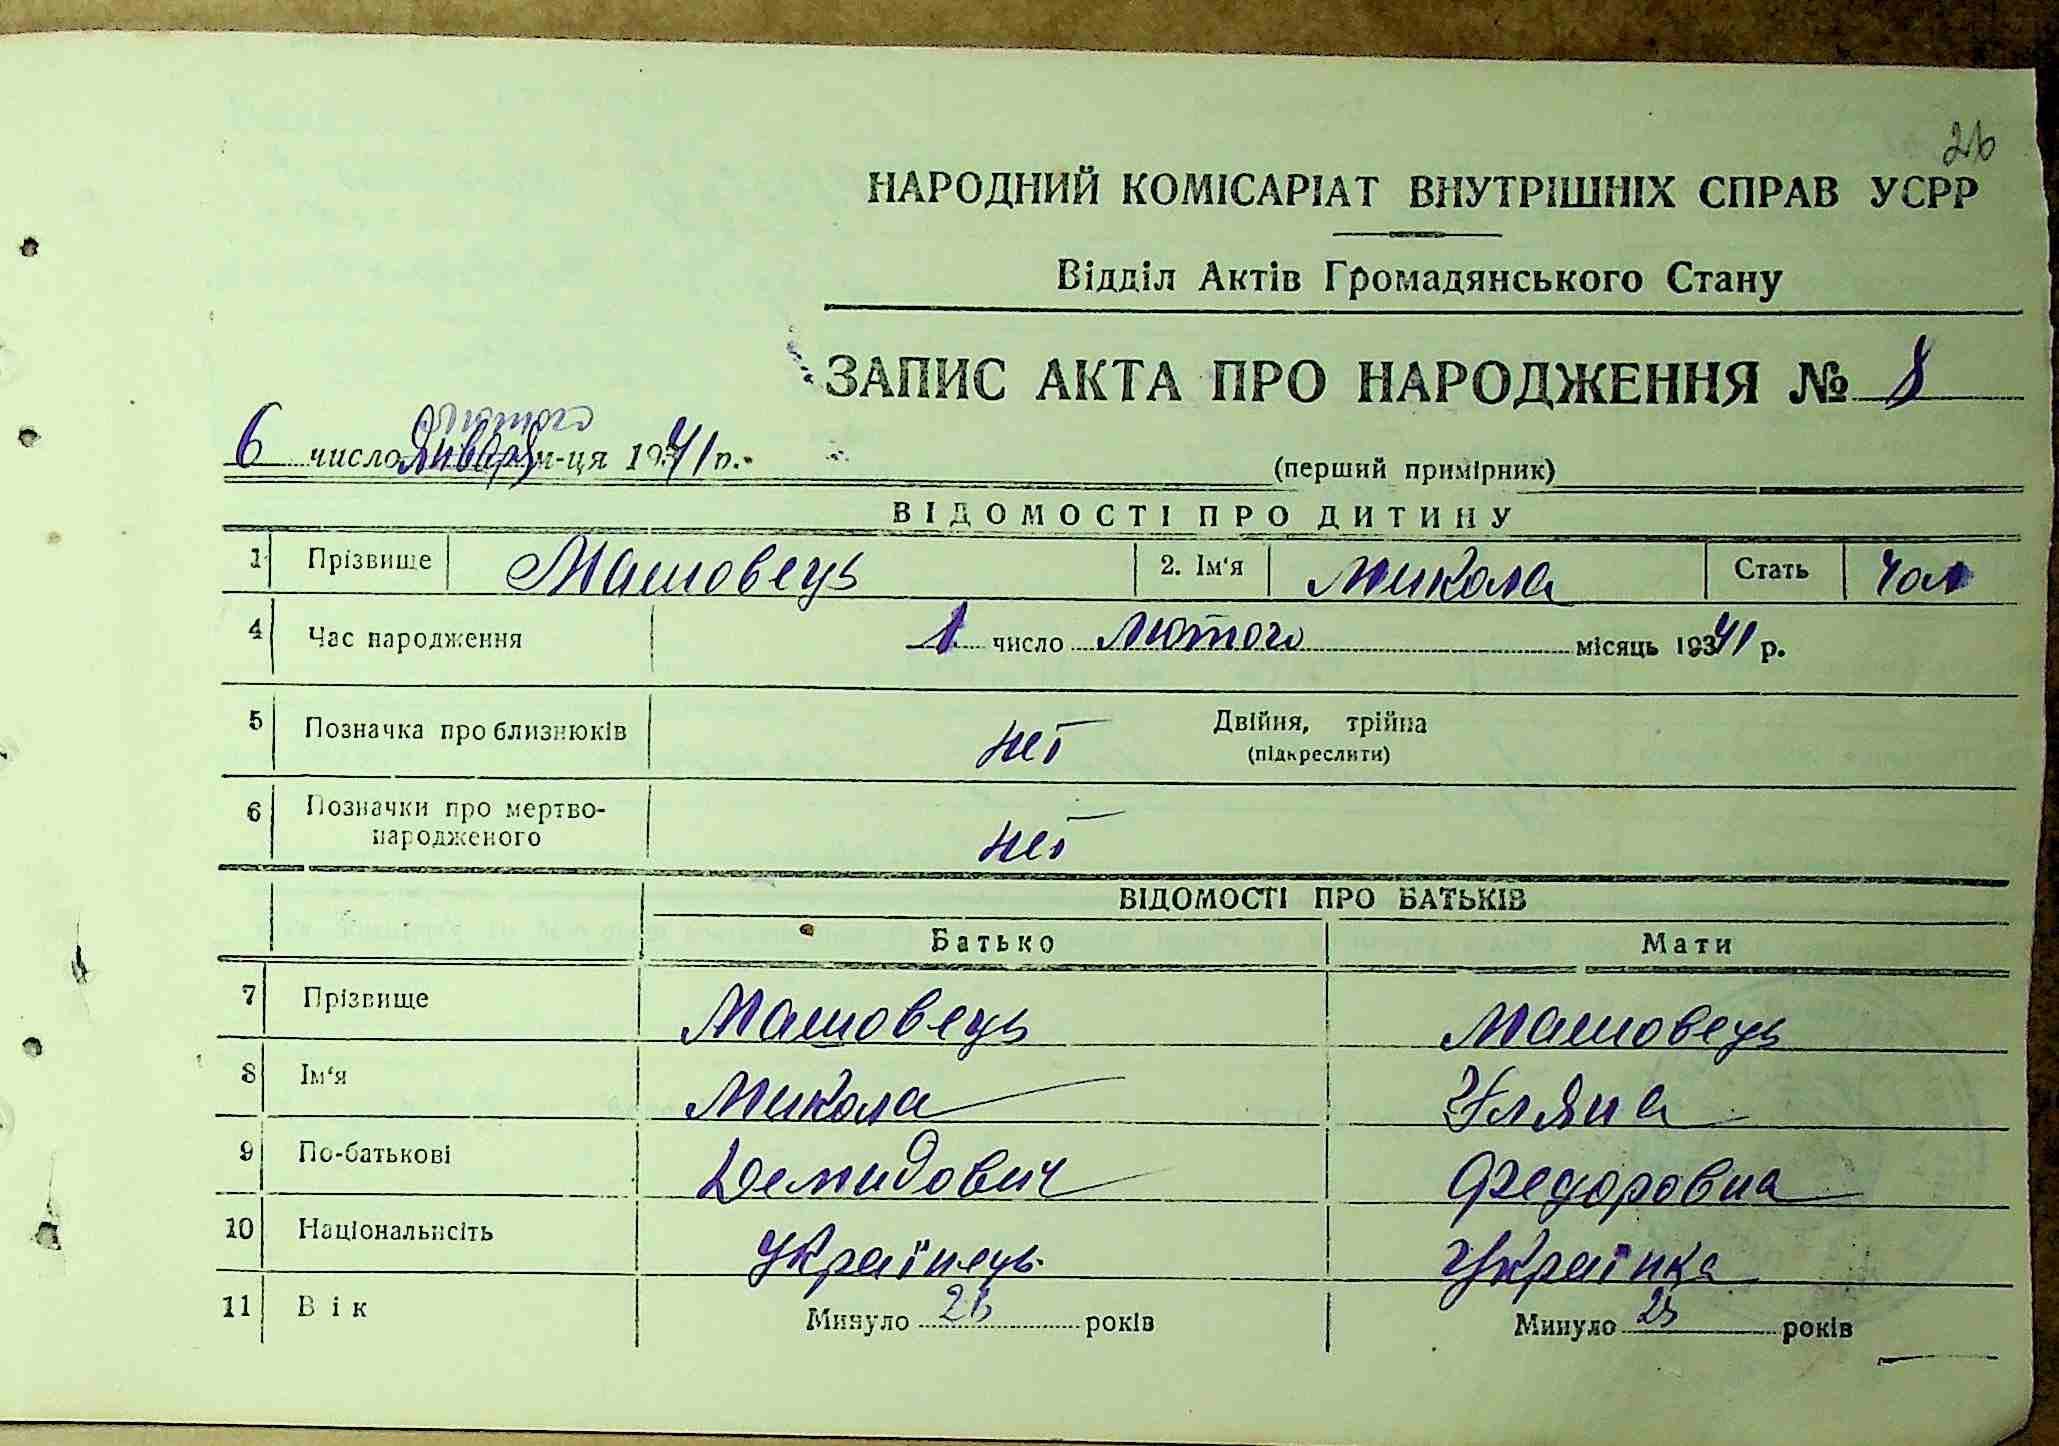 26
НАРОДНИЙ КОМІСАРІАТ ВНУТРІШНІХ СПРАВ УСРР
Відділ Актів Громадянського Стану
ЗАПИС АКТА ПРО НАРОДЖЕННЯ № 8
лютого
6 число января м-ця 1941 р.
(перший примірник)
ВІДОМОСТІ ПРО ДИТИНУ
1 Прізвище Машовець 2. Ім'я Микола Стать чол
4 Час народження 1 число лютого місяць 1941 р.
5 Позначка про близнюків нет Двійня, трійна
(підкреслити)
6 Позначки про мертво-
народженого нет
ВІДОМОСТІ ПРО БАТЬКІВ
Батько Мати
7 Прізвище Машовець Машовець
8 Ім'я Микола Уляна
9 По-батькові Демидович Федоровна
10 Національність Українець Українка
11 Вік Минуло 26 років Минуло років